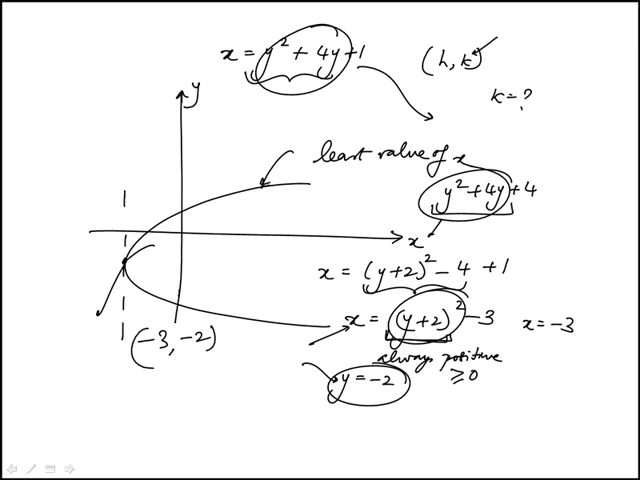 x = y² + 4y + 1
(h, k)
k = ?
y
least value of x
y² + 4y + 4
x
x = (y+2)² - 4 + 1
x = (y+2)² - 3
x = -3
(-3, -2)
always positive
≥ 0
y = -2